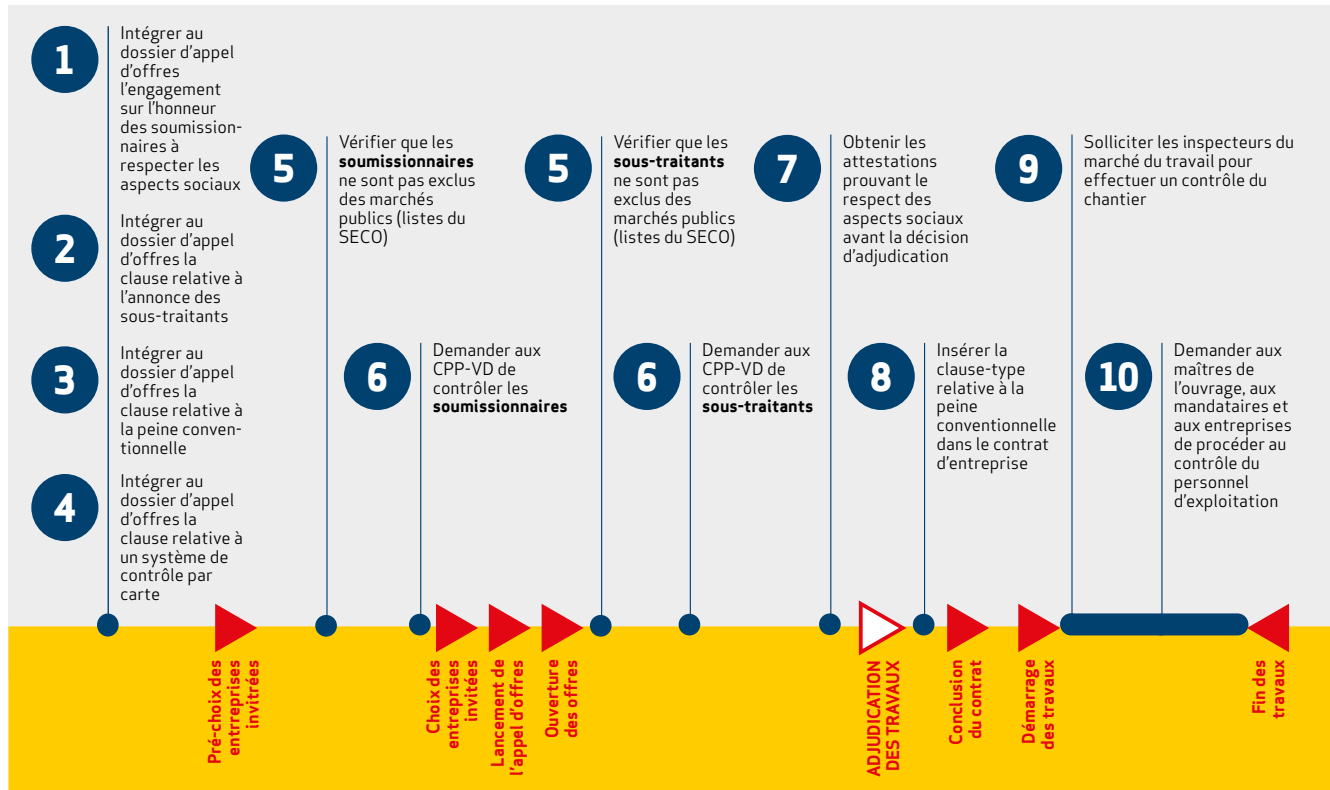 1
Intégrer au
dossier d'appel
d'offres
l'engagement
sur l'honneur
des soumission-
naires à
respecter les
aspects sociaux
2
Intégrer au
dossier d'appel
d'offres la
clause relative à
l'annonce des
sous-traitants
3
Intégrer au
dossier d'appel
d'offres la
clause relative à
la peine conven-
tionnelle
4
Intégrer au
dossier d'appel
d'offres la
clause relative à
un système de
contrôle par
carte
5
Vérifier que les
soumissionnaires
ne sont pas exclus
des marchés
publics (listes du
SECO)
6
Demander aux
CPP-VD de
contrôler les
soumissionnaires
5
Vérifier que les
sous-traitants
ne sont pas
exclus des
marchés publics
(listes du SECO)
6
Demander aux
CPP-VD de
contrôler les
sous-traitants
7
Obtenir les
attestations
prouvant le
respect des
aspects sociaux
avant la décision
d'adjudication
8
Insérer la
clause-type
relative à la
peine
conventionnelle
dans le contrat
d'entreprise
9
Solliciter les inspecteurs du
marché du travail pour
effectuer un contrôle du
chantier
10
Demander aux
maîtres de
l'ouvrage, aux
mandataires et
aux entreprises
de procéder au
contrôle du
personnel
d'exploitation
Pré-choix des
entrreprises
invitrées
Choix des
entreprises
invitées
Lancement de
l'appel d'offres
Ouverture
des offres
ADJUDICATION
DES TRAVAUX
Conclusion
du contrat
Démarrage
des travaux
Fin des
travaux